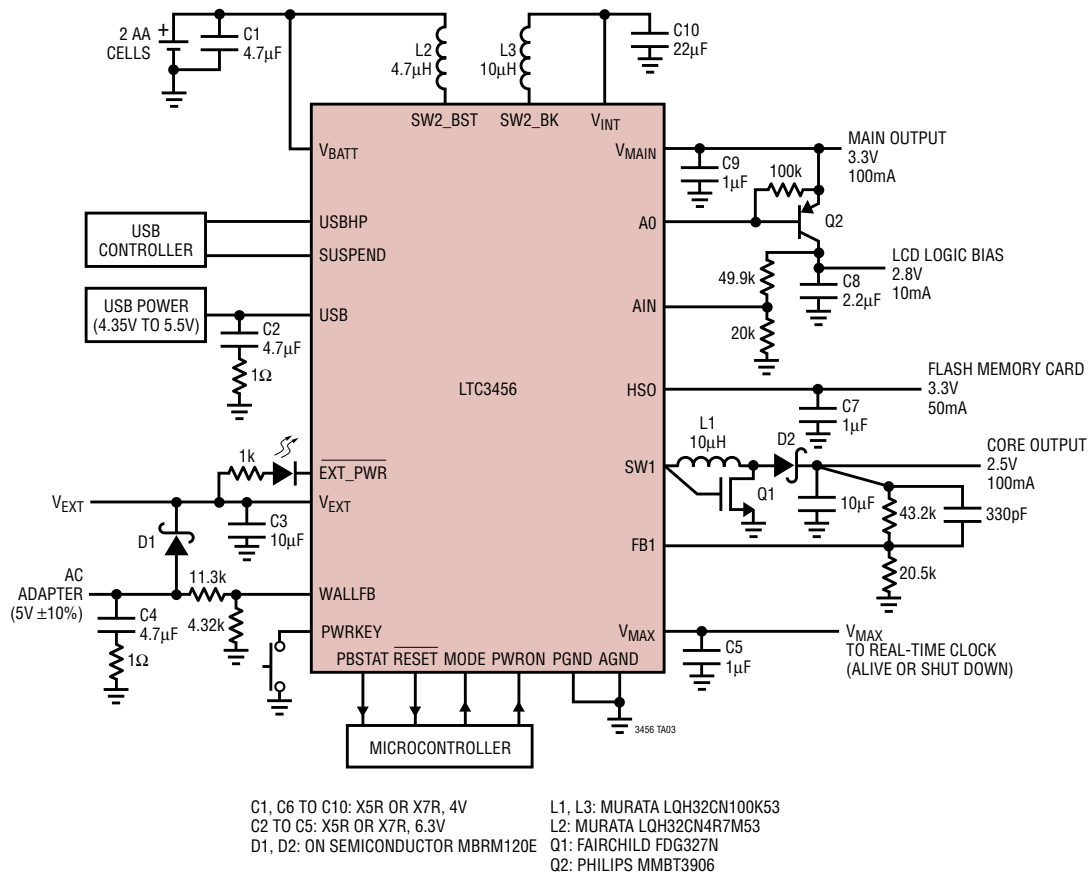 2 AA
CELLS
+
C1
4.7µF
L2
4.7µH
L3
10µH
C10
22µF
SW2_BST
SW2_BK
VINT
VBATT
VMAIN
MAIN OUTPUT
3.3V
100mA
C9
1µF
100k
USB
CONTROLLER
USBHP
SUSPEND
A0
Q2
LCD LOGIC BIAS
2.8V
10mA
49.9k
C8
2.2µF
USB POWER
(4.35V TO 5.5V)
USB
AIN
C2
4.7µF
1Ω
20k
LTC3456
HSO
FLASH MEMORY CARD
3.3V
50mA
C7
1µF
1k
EXT_PWR
SW1
L1
10µH
D2
CORE OUTPUT
2.5V
100mA
Q1
10µF
43.2k
330pF
VEXT
VEXT
C3
10µF
D1
FB1
20.5k
AC
ADAPTER
(5V ±10%)
11.3k
WALLFB
C4
4.7µF
1Ω
4.32k
PWRKEY
VMAX
C5
1µF
VMAX
TO REAL-TIME CLOCK
(ALIVE OR SHUT DOWN)
PBSTAT RESET MODE PWRON PGND AGND
3456 TA03
MICROCONTROLLER
C1, C6 TO C10: X5R OR X7R, 4V
C2 TO C5: X5R OR X7R, 6.3V
D1, D2: ON SEMICONDUCTOR MBRM120E
L1, L3: MURATA LQH32CN100K53
L2: MURATA LQH32CN4R7M53
Q1: FAIRCHILD FDG327N
Q2: PHILIPS MMBT3906